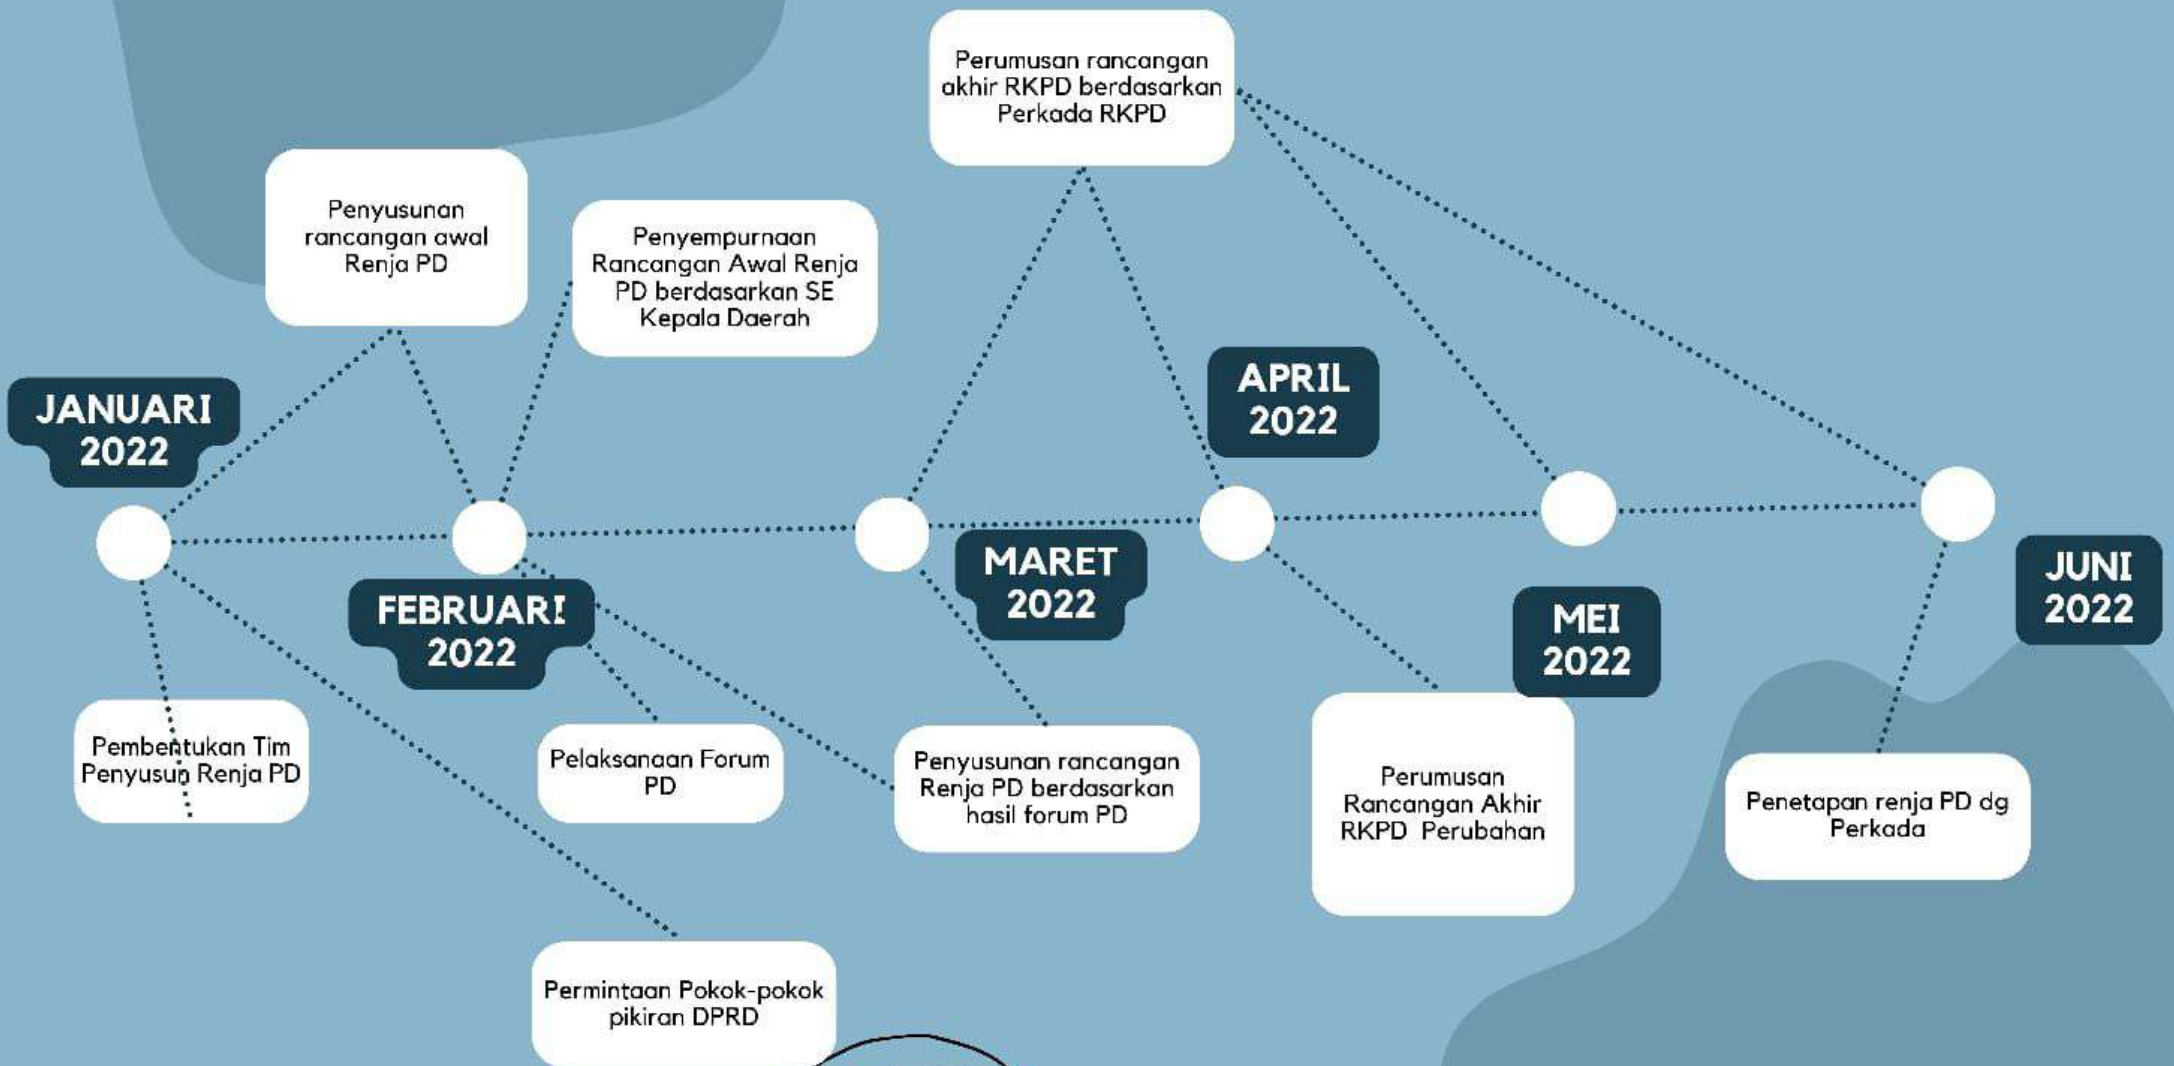 Perumusan rancangan
akhir RKPD berdasarkan
Perkada RKPD
Penyusunan
rancangan awal
Renja PD
Penyempurnaan
Rancangan Awal Renja
PD berdasarkan SE
Kepala Daerah
JANUARI
2022
APRIL
2022
FEBRUARI
2022
MARET
2022
MEI
2022
JUNI
2022
Pembentukan Tim
Penyusun Renja PD
Pelaksanaan Forum
PD
Penyusunan rancangan
Renja PD berdasarkan
hasil forum PD
Perumusan
Rancangan Akhir
RKPD Perubahan
Penetapan renja PD dg
Perkada
Permintaan Pokok-pokok
pikiran DPRD